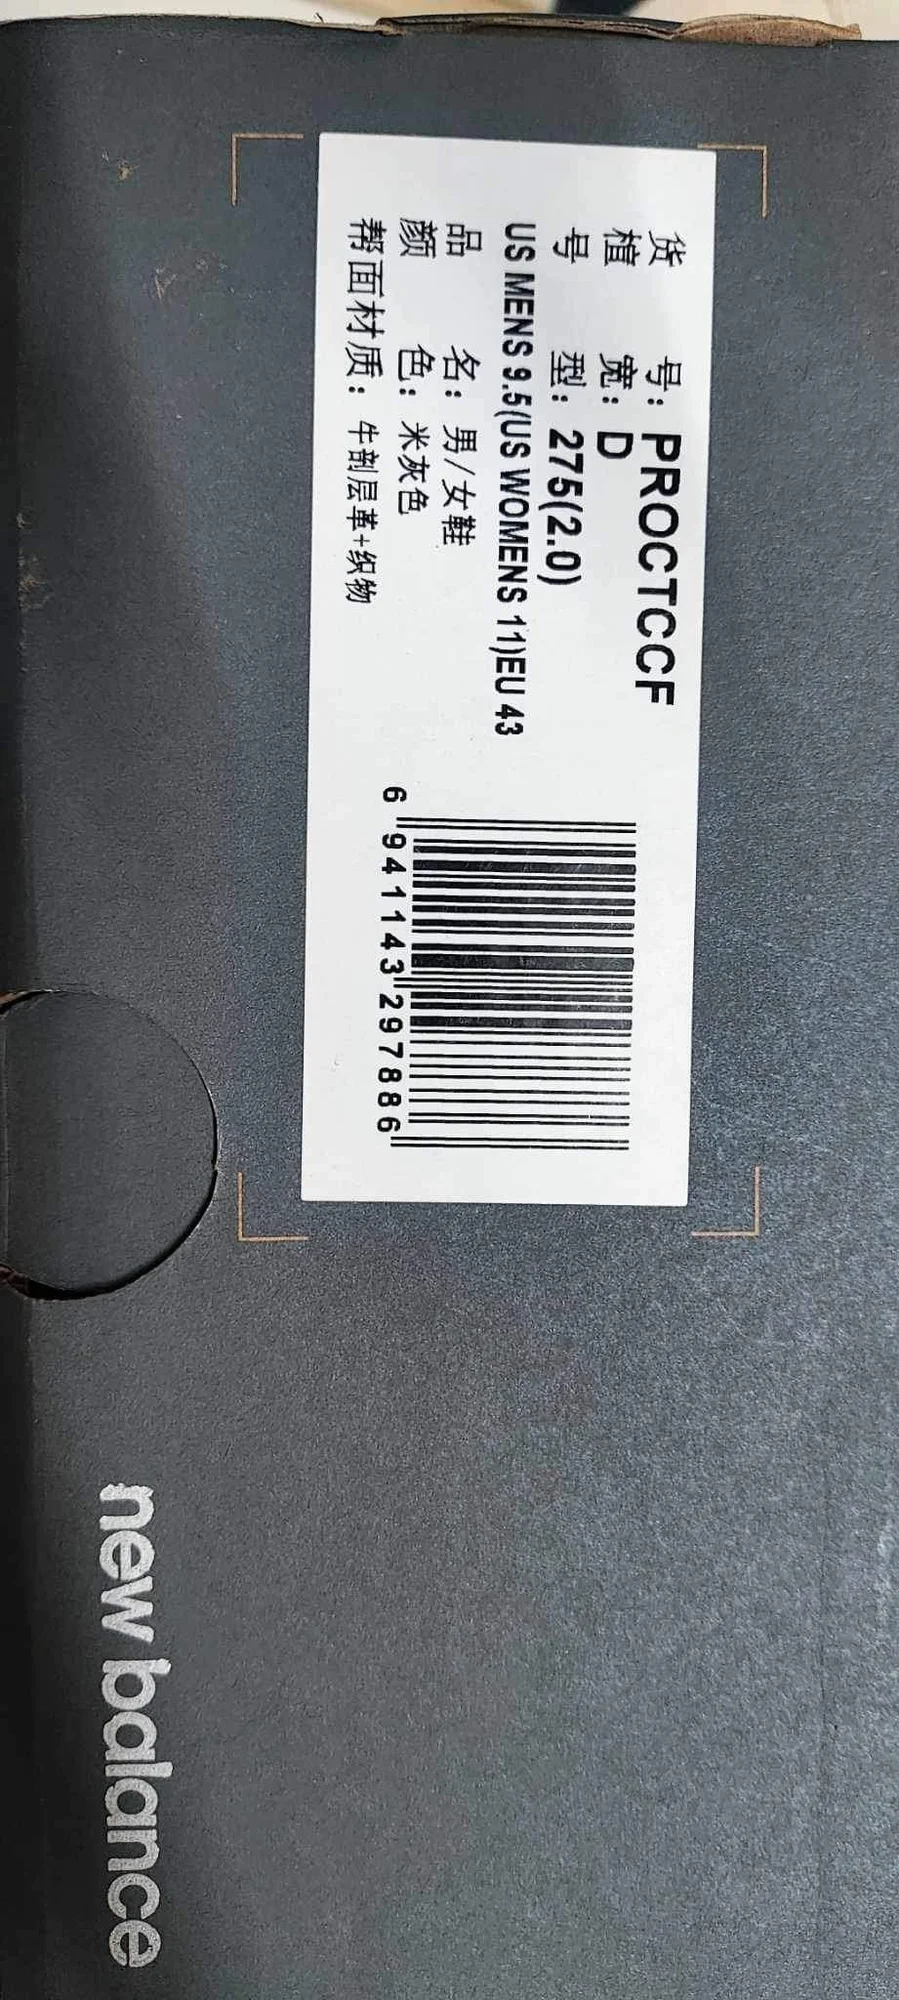 货 号: PROCTCCF
楦 宽: D
号 型: 275(2.0)
US MENS 9.5(US WOMENS 11)EU 43
品 名: 男/女鞋
颜 色: 米灰色
帮面材质: 牛剖层革+织物
6 941143 297886
new balance